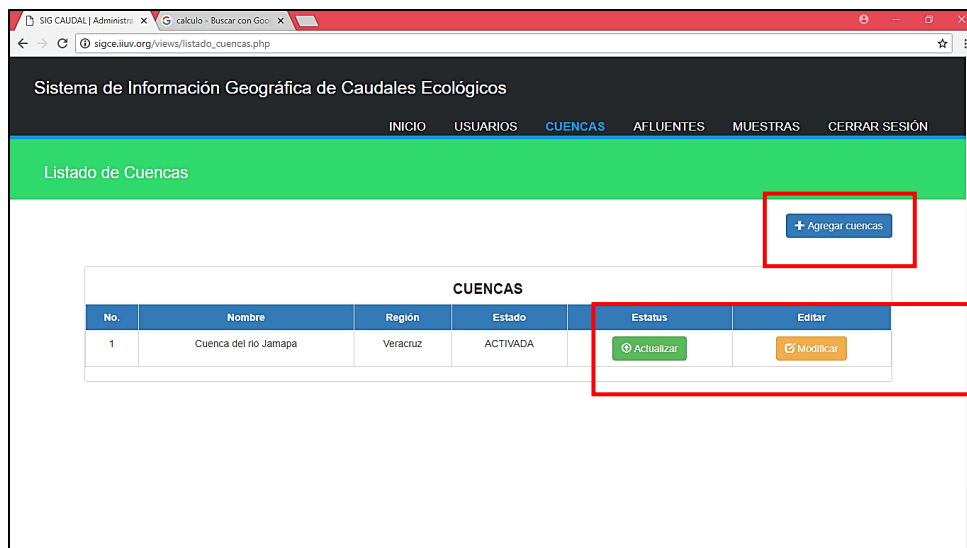 SIG CAUDAL | Administra
calculo - Buscar con Goo
sigce.iiuv.org/views/listado_cuencas.php
Sistema de Información Geográfica de Caudales Ecológicos
INICIO USUARIOS CUENCAS AFLUENTES MUESTRAS CERRAR SESIÓN
Listado de Cuencas
Agregar cuencas
CUENCAS
No. Nombre Región Estado Estatus Editar
1 Cuenca del rio Jamapa Veracruz ACTIVADA Actualizar Modificar